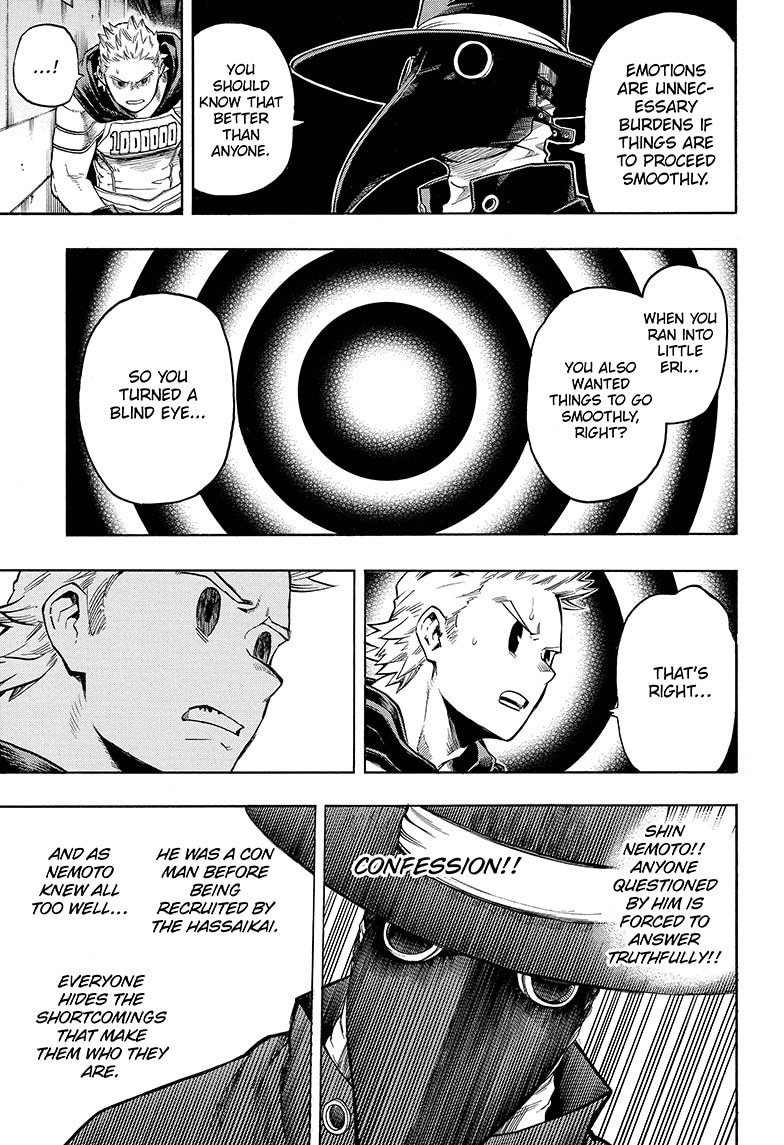 EMOTIONS
ARE UNNEC-
ESSARY
BURDENS IF
THINGS ARE
TO PROCEED
SMOOTHLY.
YOU
SHOULD
KNOW THAT
BETTER
THAN
ANYONE.
...!
1000000
WHEN YOU
RAN INTO
LITTLE
ERI...
YOU ALSO
WANTED
THINGS TO GO
SMOOTHLY,
RIGHT?
SO YOU
TURNED A
BLIND EYE...
THAT'S
RIGHT...
SHIN
NEMOTO!!
ANYONE
QUESTIONED
BY HIM IS
FORCED TO
ANSWER
TRUTHFULLY!!
CONFESSION!!
HE WAS A CON
MAN BEFORE
BEING
RECRUITED BY
THE HASSAIKAI.
AND AS
NEMOTO
KNEW ALL
TOO WELL...
EVERYONE
HIDES THE
SHORTCOMINGS
THAT MAKE
THEM WHO THEY
ARE.